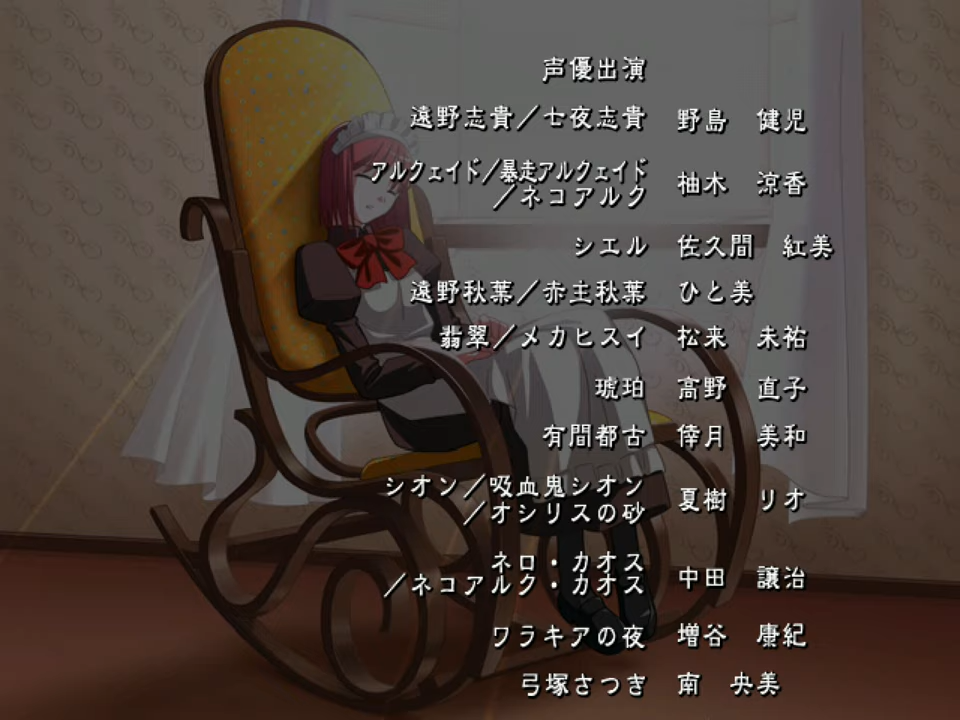 声優出演
遠野志貴／七夜志貴 野島 健児
アルクェイド／暴走アルクェイド
／ネコアルク 柚木 涼香
シエル 佐久間 紅美
遠野秋葉／赤主秋葉 ひと美
翡翠／メカヒスイ 松来 未祐
琥珀 高野 直子
有間都古 倖月 美和
シオン／吸血鬼シオン
／オシリスの砂 夏樹 リオ
ネロ・カオス
／ネコアルク・カオス 中田 譲治
ワラキアの夜 増谷 康紀
弓塚さつき 南 央美